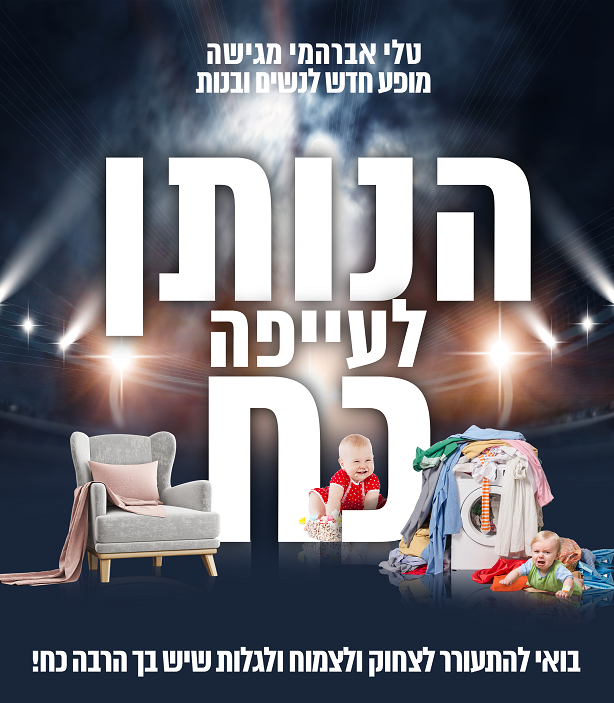 טלי אברהמי מגישה
מופע חדש לנשים ובנות
הנותן
לעייפה
כח
בואי להתעורר לצחוק ולצמוח ולגלות שיש בך הרבה כח!